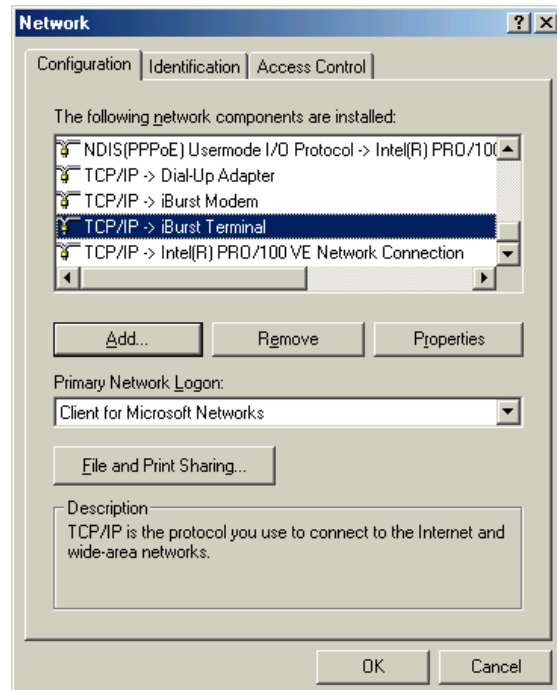 Network
Configuration Identification Access Control
The following network components are installed:
NDIS(PPPoE) Usermode I/O Protocol -> Intel(R) PRO/100
TCP/IP -> Dial-Up Adapter
TCP/IP -> iBurst Modem
TCP/IP -> iBurst Terminal
TCP/IP -> Intel(R) PRO/100 VE Network Connection
Add... Remove Properties
Primary Network Logon:
Client for Microsoft Networks
File and Print Sharing...
Description
TCP/IP is the protocol you use to connect to the Internet and
wide-area networks.
OK Cancel